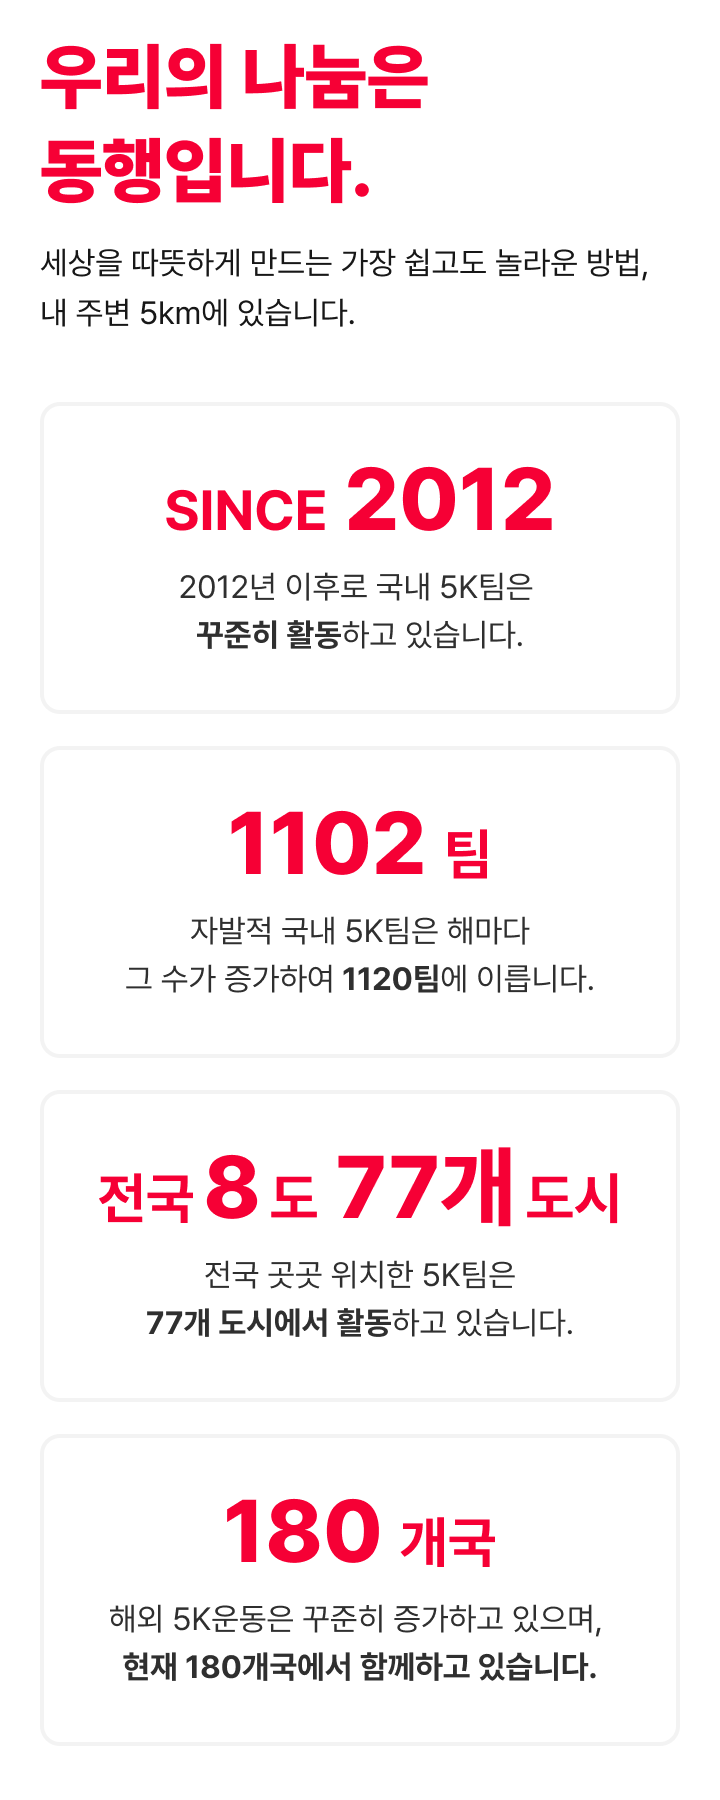 우리의 나눔은
동행입니다.
세상을 따뜻하게 만드는 가장 쉽고도 놀라운 방법,
내 주변 5km에 있습니다.
SINCE 2012
2012년 이후로 국내 5K팀은
꾸준히 활동하고 있습니다.
1102 팀
자발적 국내 5K팀은 해마다
그 수가 증가하여 1120팀에 이릅니다.
전국 8 도 77개 도시
전국 곳곳 위치한 5K팀은
77개 도시에서 활동하고 있습니다.
180 개국
해외 5K운동은 꾸준히 증가하고 있으며,
현재 180개국에서 함께하고 있습니다.